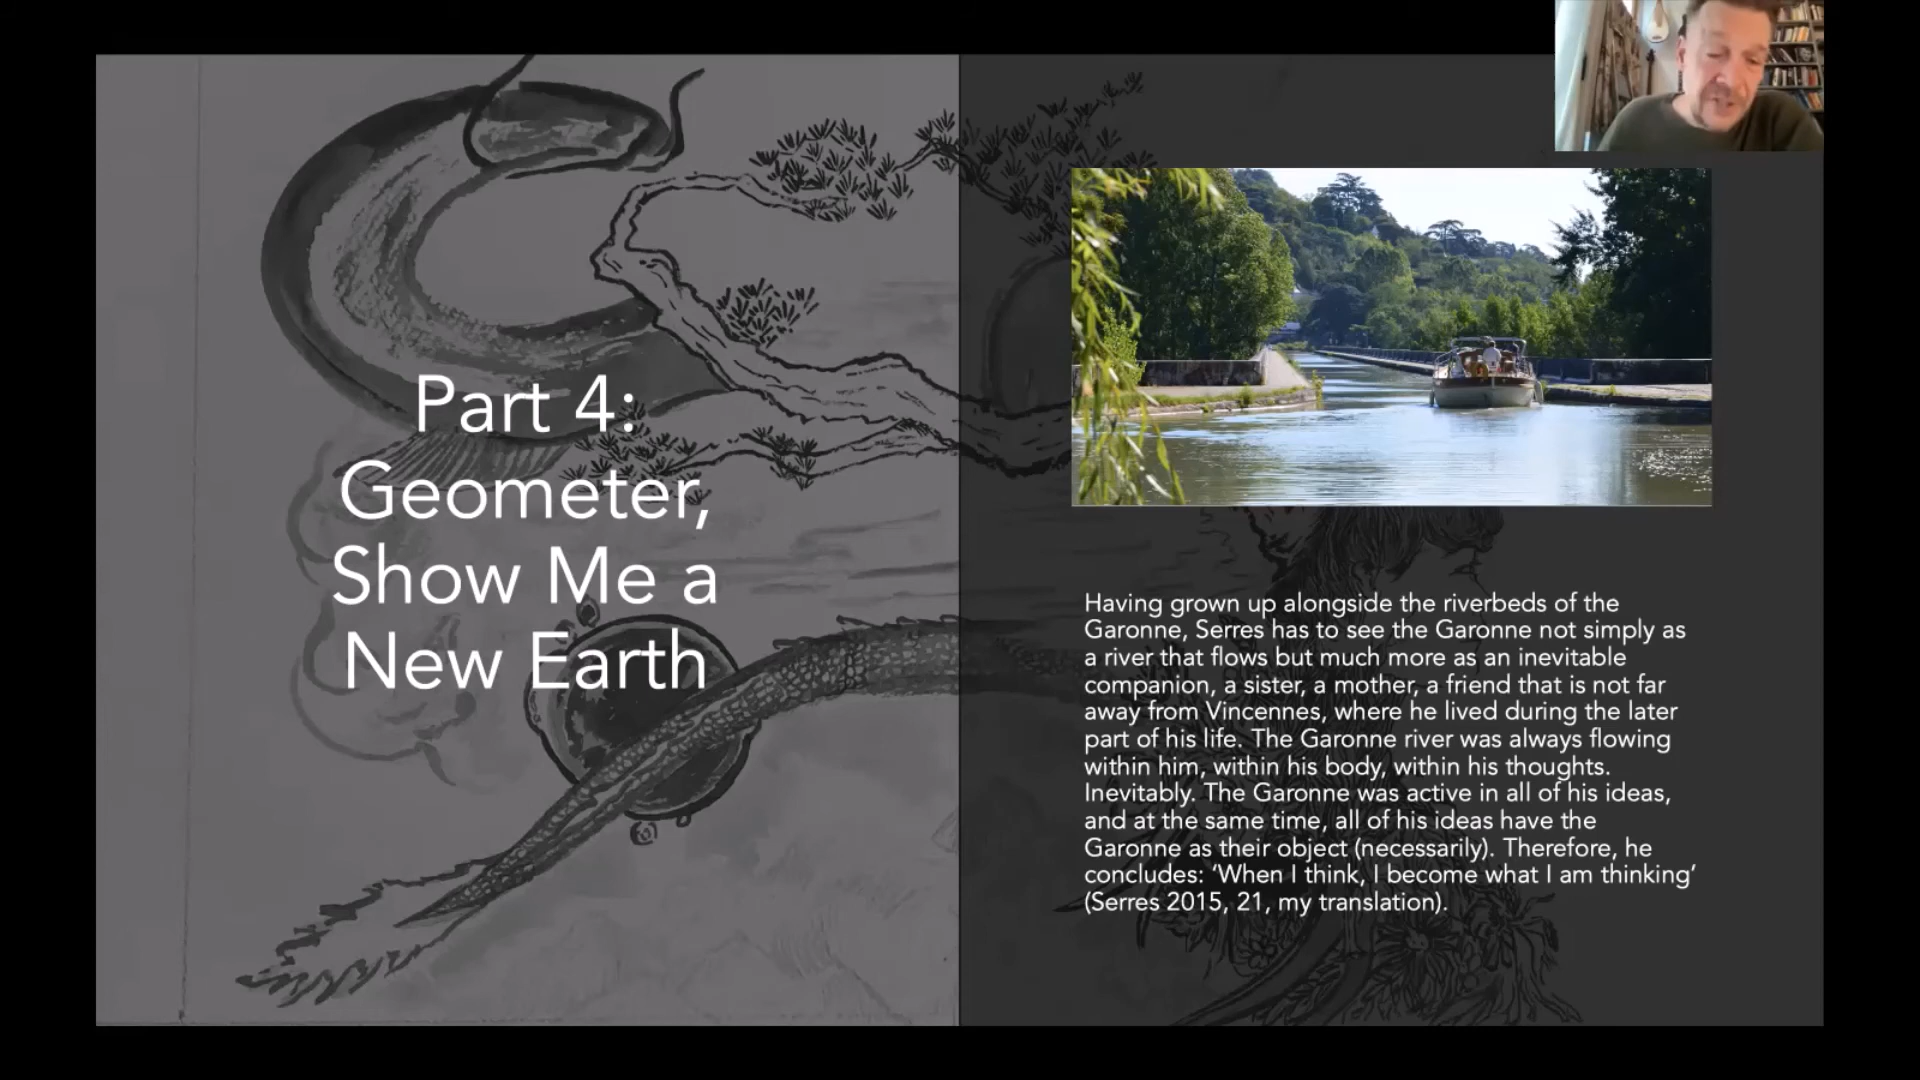 Part 4:
Geometer,
Show Me a
New Earth
Having grown up alongside the riverbeds of the
Garonne, Serres has to see the Garonne not simply as
a river that flows but much more as an inevitable
companion, a sister, a mother, a friend that is not far
away from Vincennes, where he lived during the later
part of his life. The Garonne river was always flowing
within him, within his body, within his thoughts.
Inevitably. The Garonne was active in all of his ideas,
and at the same time, all of his ideas have the
Garonne as their object (necessarily). Therefore, he
concludes: ‘When I think, I become what I am thinking’
(Serres 2015, 21, my translation).